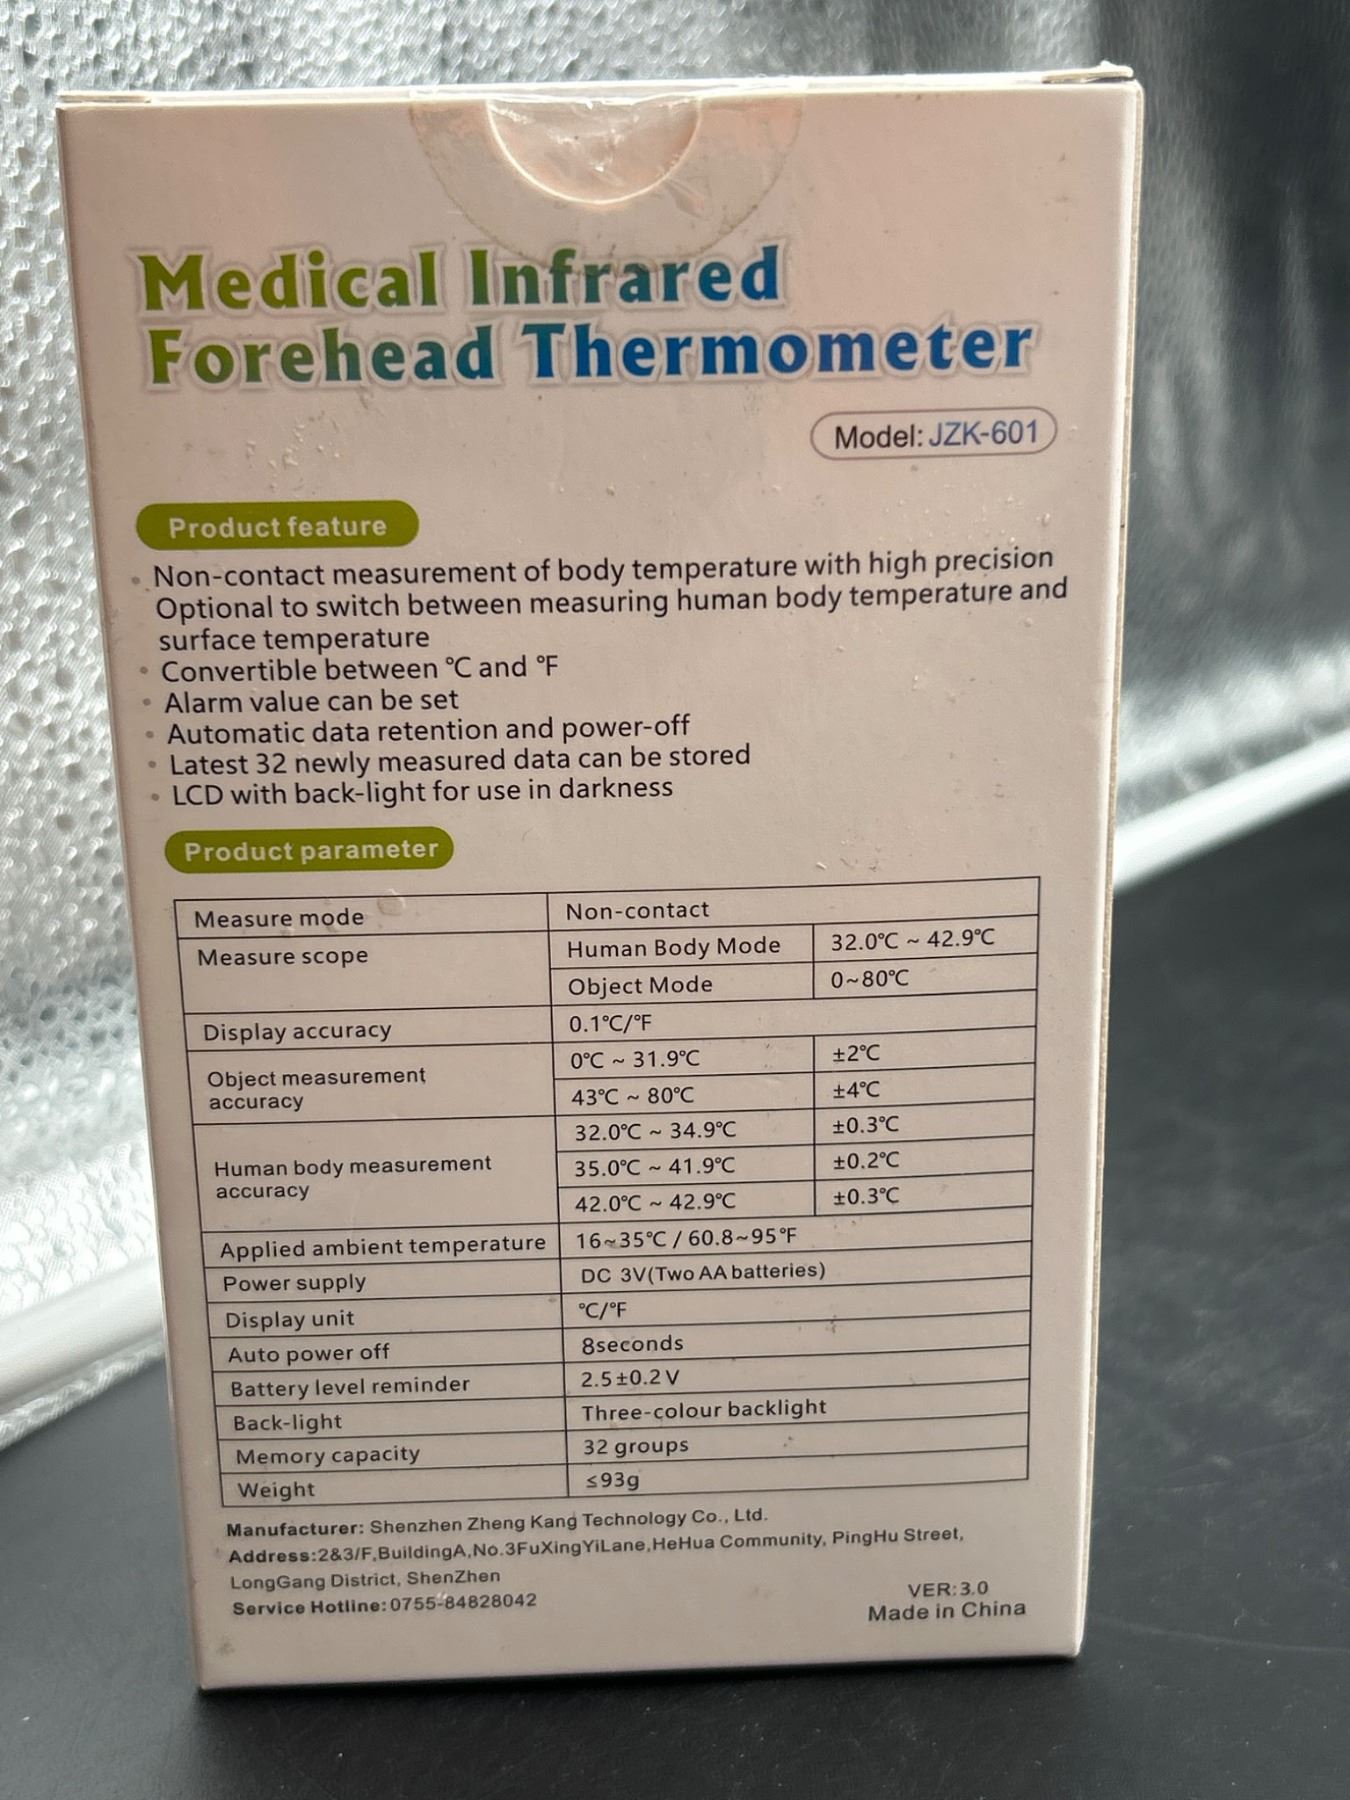 Medical Infrared
Forehead Thermometer
Model: JZK-601
Product feature
• Non-contact measurement of body temperature with high precision
Optional to switch between measuring human body temperature and
surface temperature
• Convertible between ℃ and ℉
• Alarm value can be set
• Automatic data retention and power-off
• Latest 32 newly measured data can be stored
• LCD with back-light for use in darkness
Product parameter
Measure mode Non-contact
Measure scope Human Body Mode 32.0℃ ~ 42.9℃
Object Mode 0~80℃
Display accuracy 0.1℃/℉
Object measurement accuracy 0℃ ~ 31.9℃ ±2℃
43℃ ~ 80℃ ±4℃
Human body measurement accuracy 32.0℃ ~ 34.9℃ ±0.3℃
35.0℃ ~ 41.9℃ ±0.2℃
42.0℃ ~ 42.9℃ ±0.3℃
Applied ambient temperature 16~35℃ / 60.8~95℉
Power supply DC 3V(Two AA batteries)
Display unit ℃/℉
Auto power off 8seconds
Battery level reminder 2.5±0.2V
Back-light Three-colour backlight
Memory capacity 32 groups
Weight ≤93g
Manufacturer: Shenzhen Zheng Kang Technology Co., Ltd.
Address:2&3/F,BuildingA,No.3FuXingYiLane,HeHua Community, PingHu Street,
LongGang District, ShenZhen
Service Hotline:0755-84828042
VER:3.0
Made in China